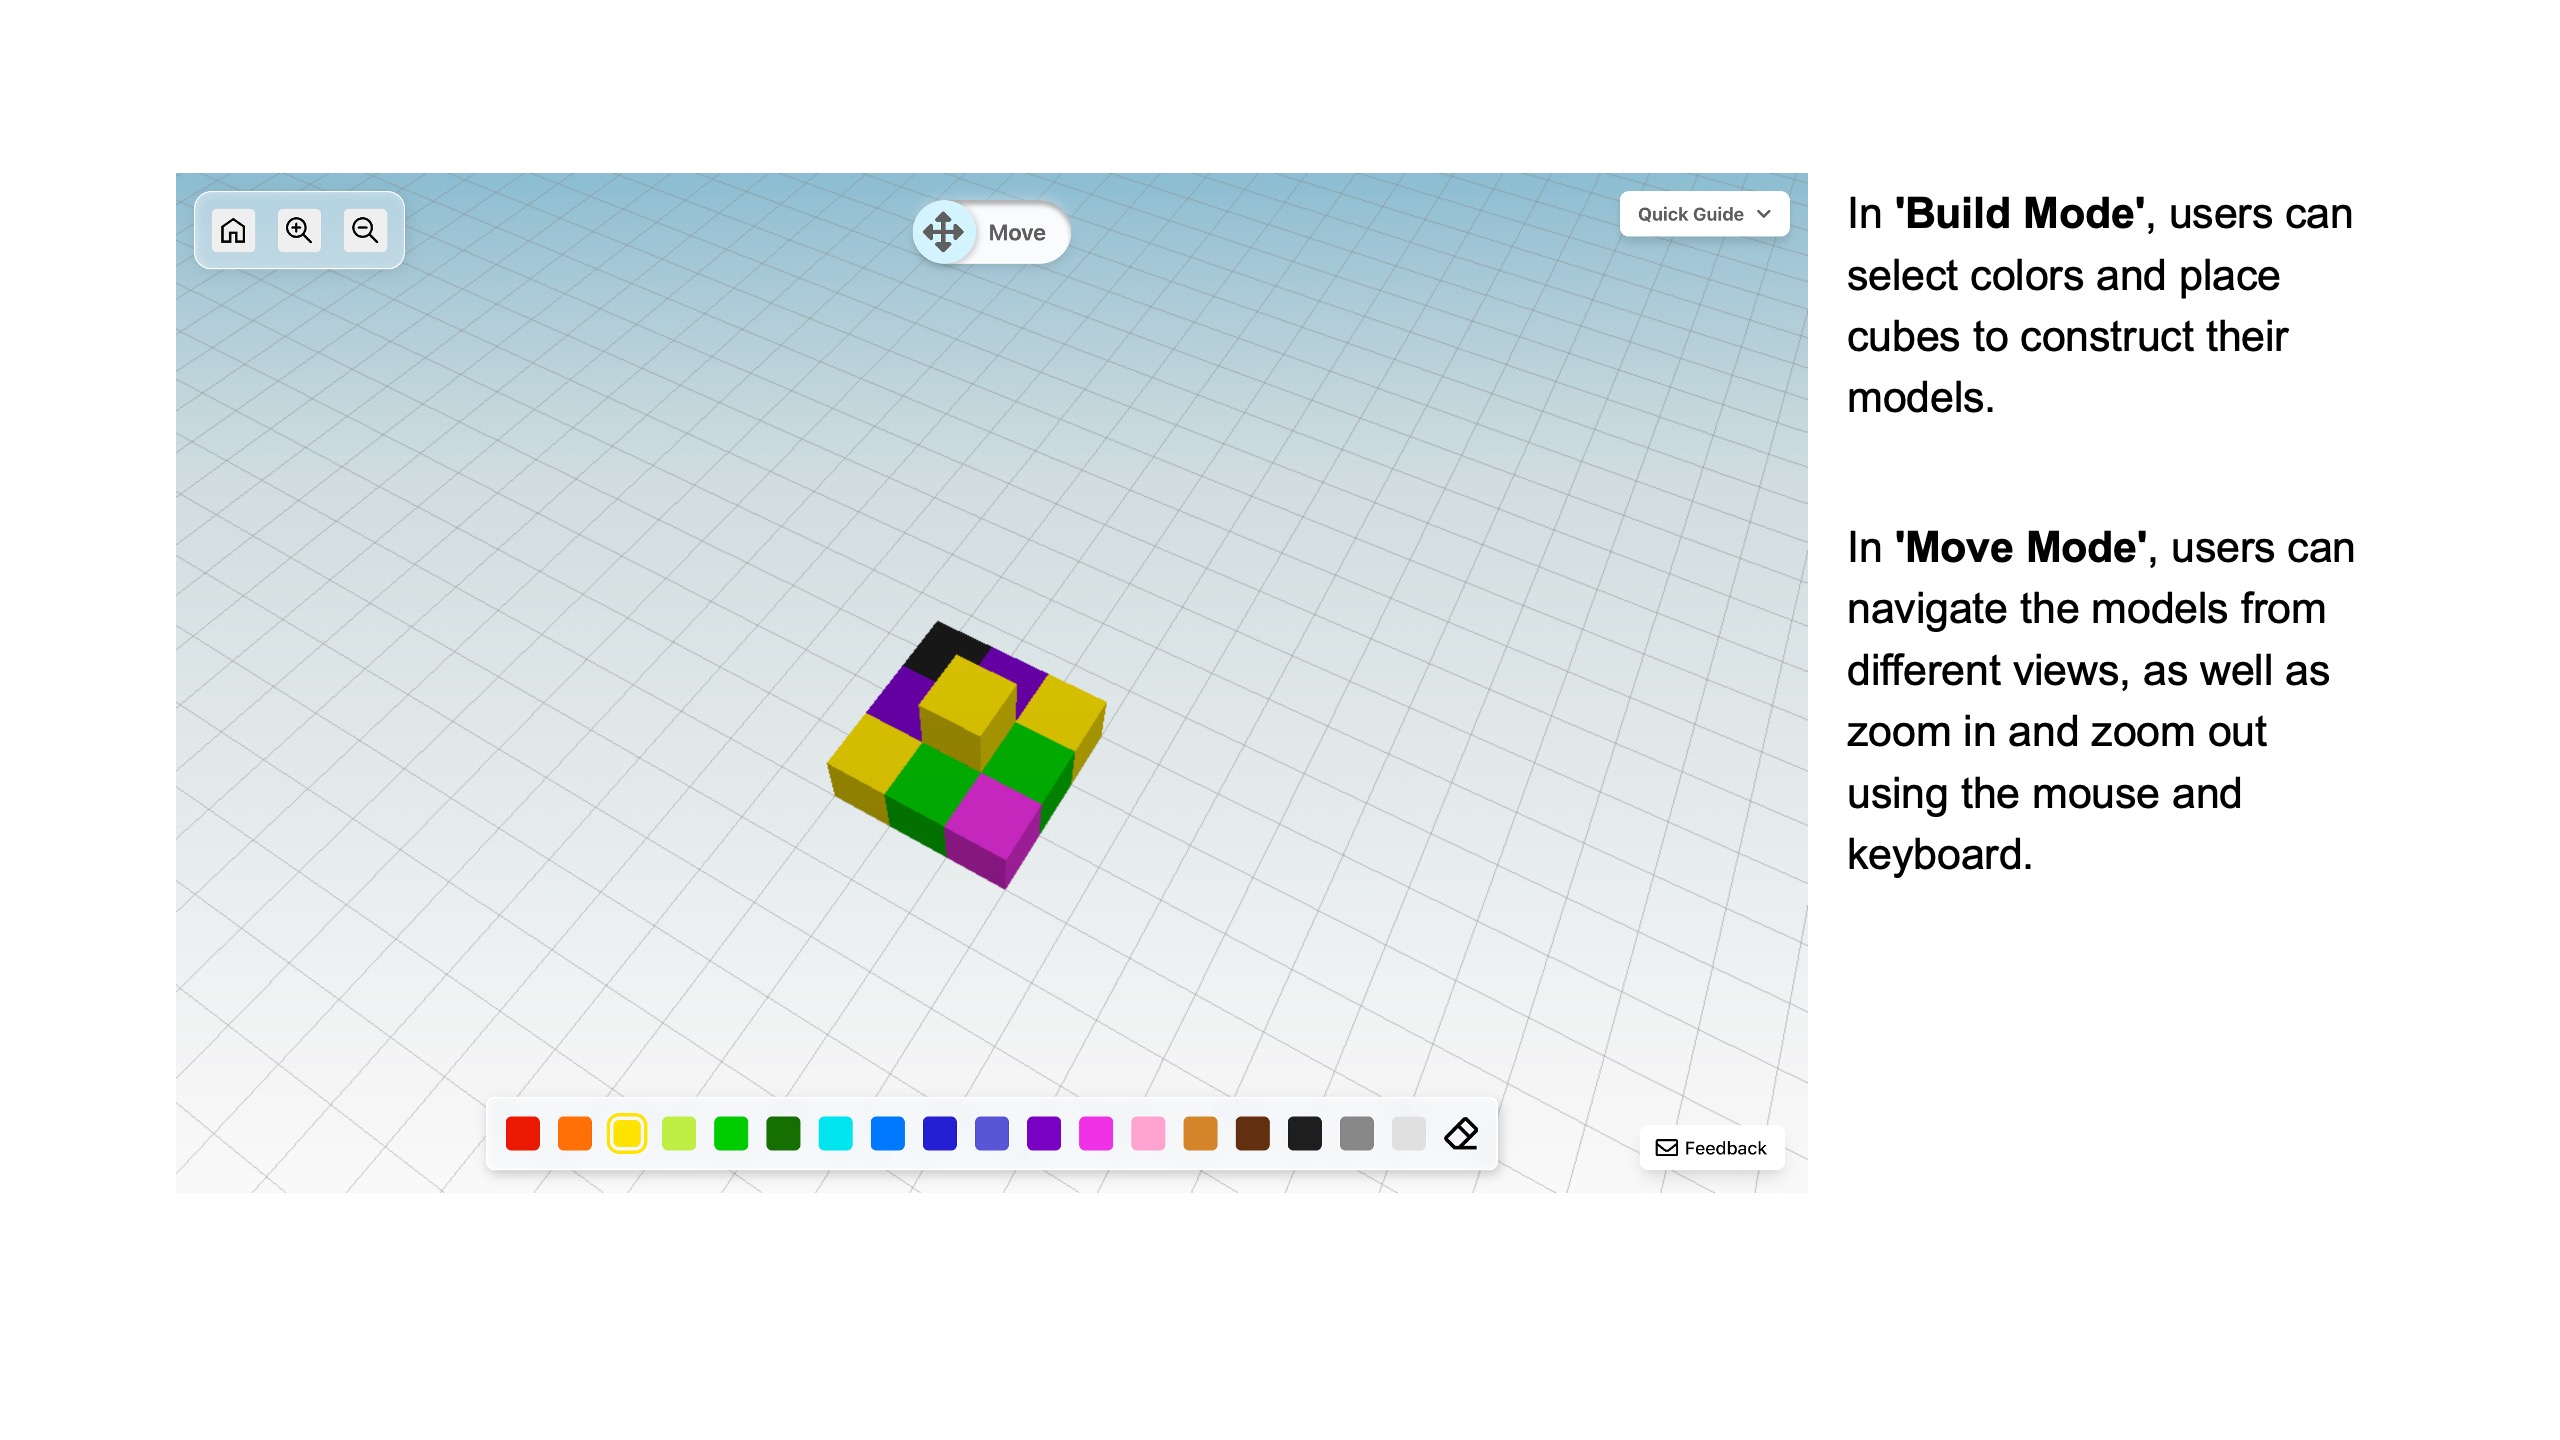 Move
Quick Guide
In 'Build Mode', users can
select colors and place
cubes to construct their
models.
In 'Move Mode', users can
navigate the models from
different views, as well as
zoom in and zoom out
using the mouse and
keyboard.
Feedback